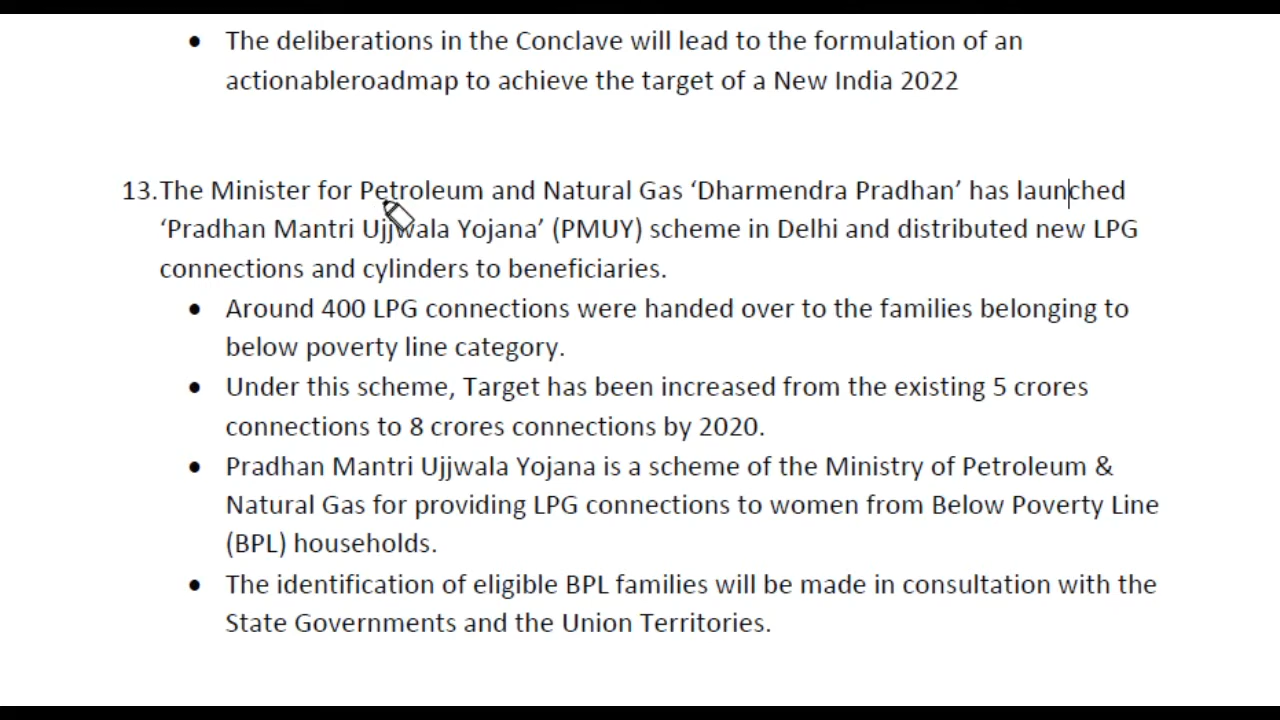 • The deliberations in the Conclave will lead to the formulation of an
actionableroadmap to achieve the target of a New India 2022
13.The Minister for Petroleum and Natural Gas ‘Dharmendra Pradhan’ has launched
‘Pradhan Mantri Ujjwala Yojana’ (PMUY) scheme in Delhi and distributed new LPG
connections and cylinders to beneficiaries.
• Around 400 LPG connections were handed over to the families belonging to
below poverty line category.
• Under this scheme, Target has been increased from the existing 5 crores
connections to 8 crores connections by 2020.
• Pradhan Mantri Ujjwala Yojana is a scheme of the Ministry of Petroleum &
Natural Gas for providing LPG connections to women from Below Poverty Line
(BPL) households.
• The identification of eligible BPL families will be made in consultation with the
State Governments and the Union Territories.